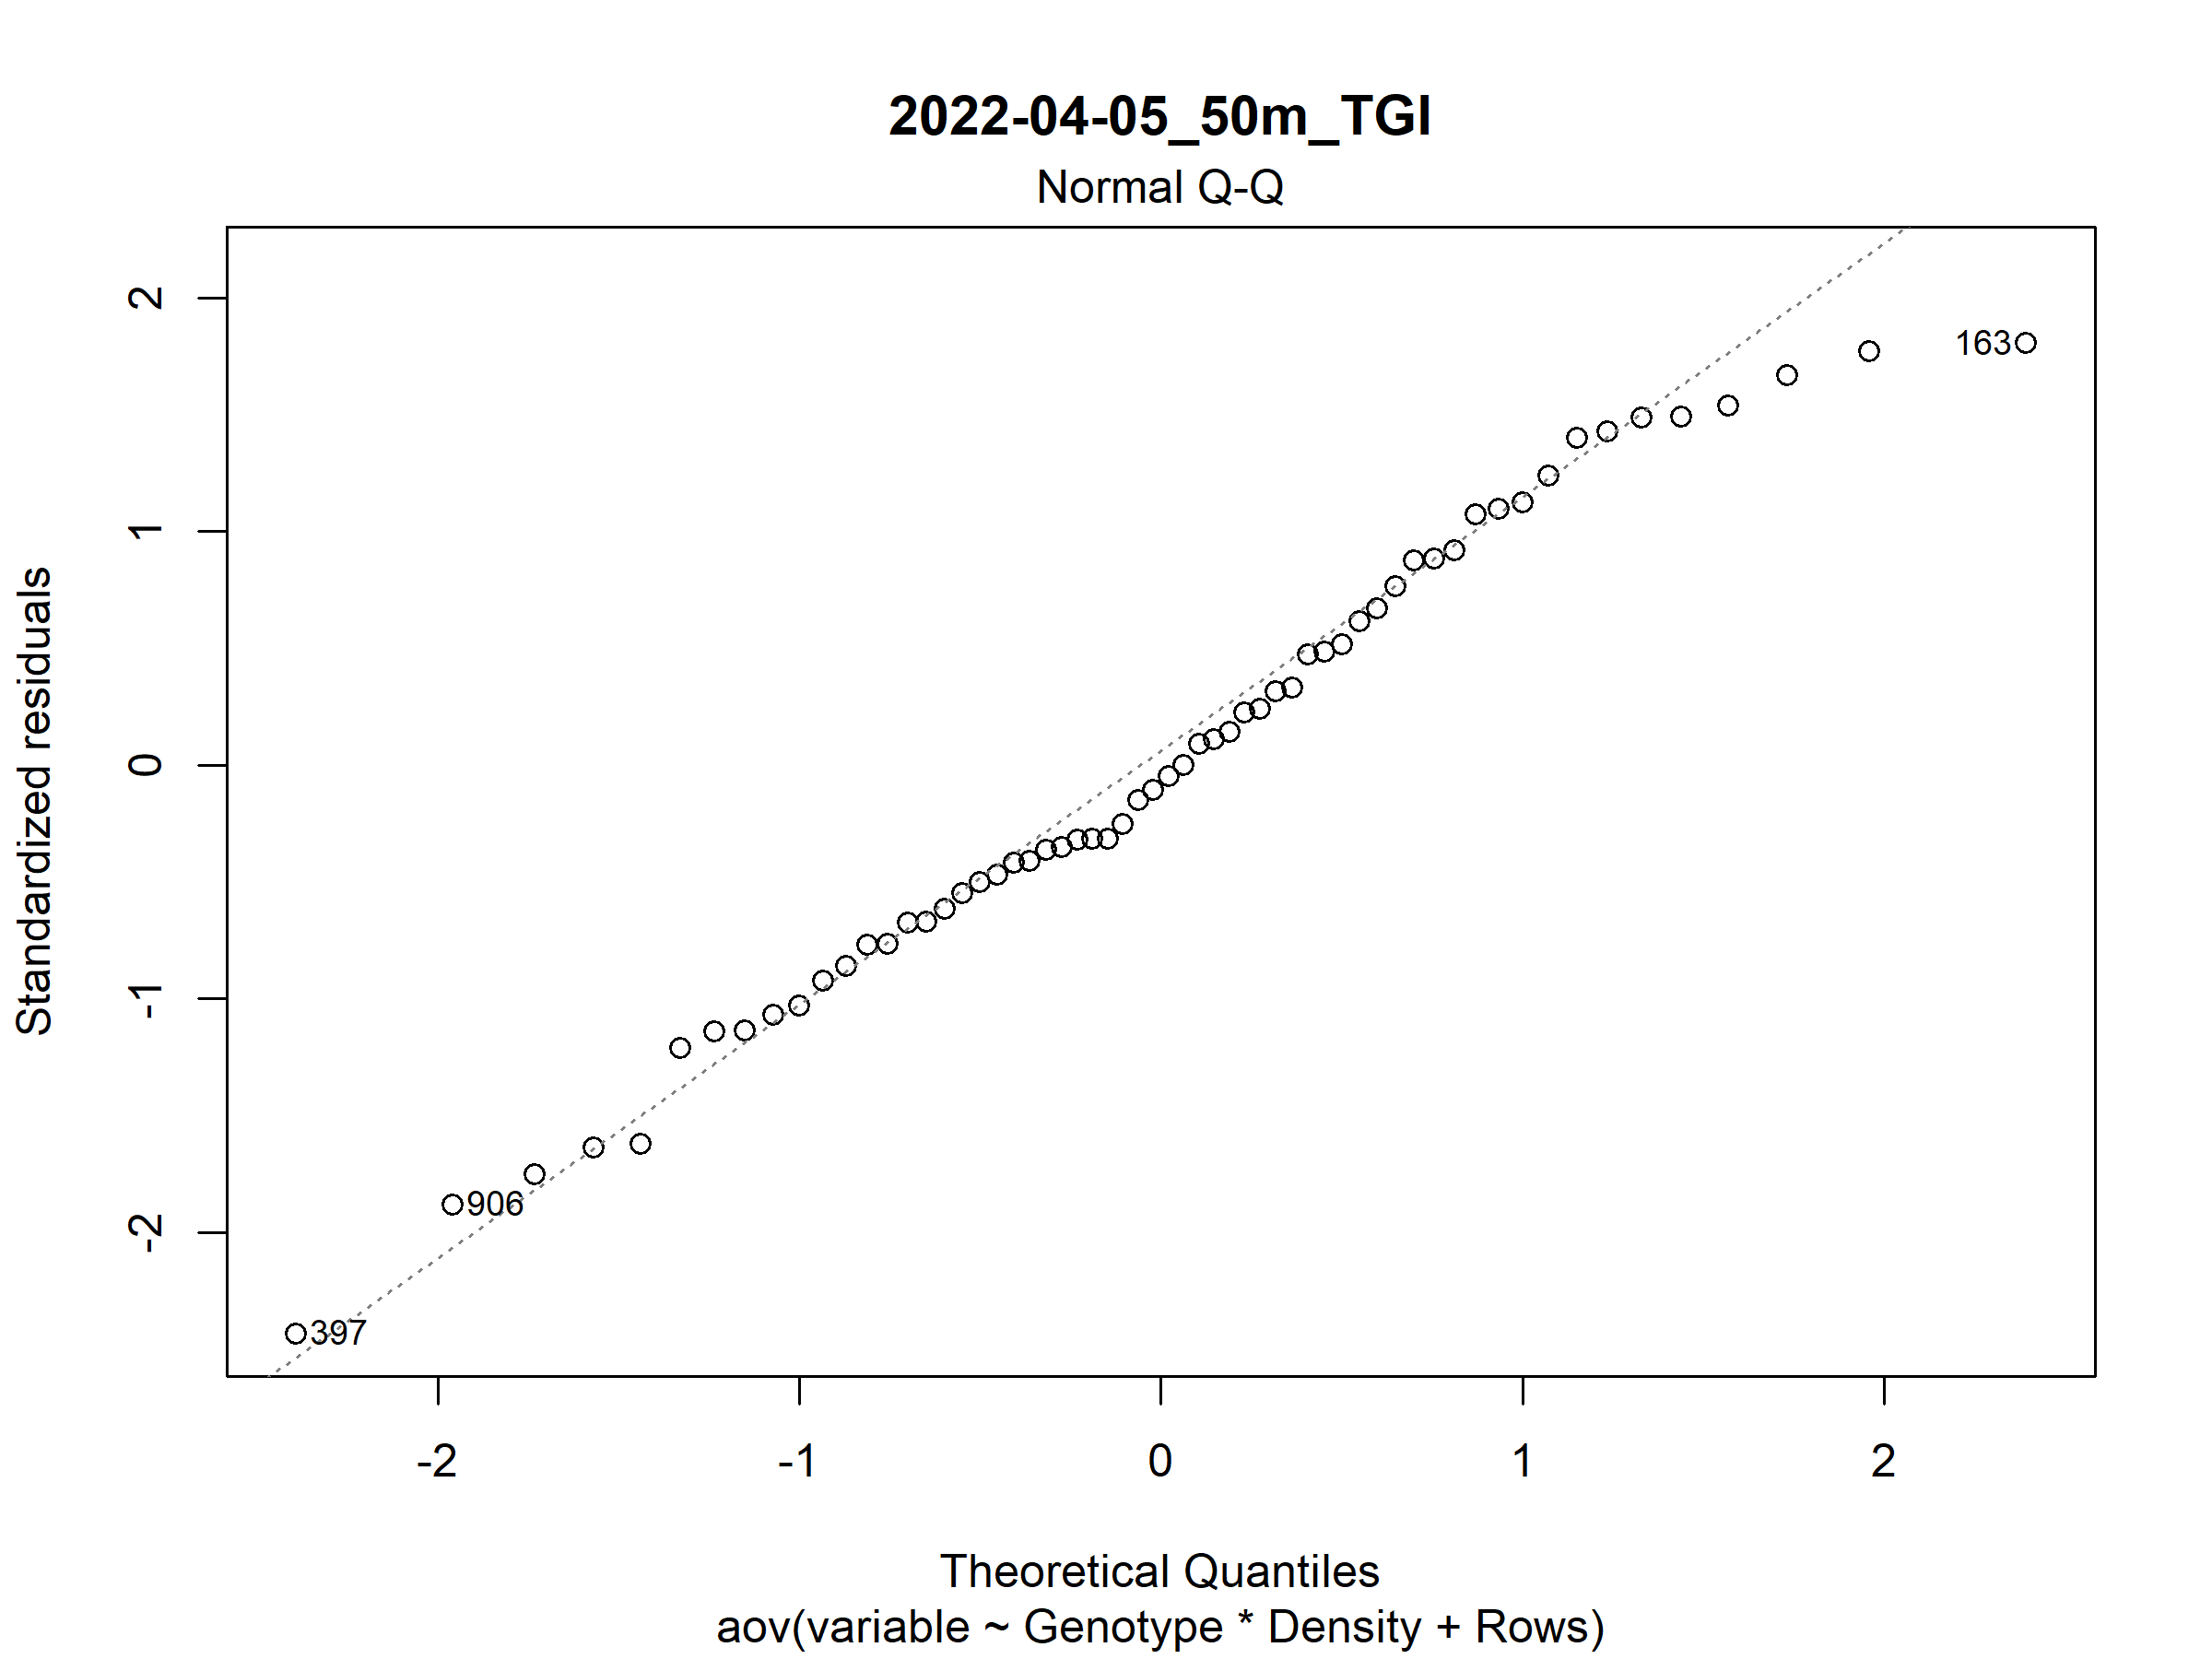 2022-04-05_50m_TGI
Normal Q-Q
Standardized residuals
2
1
0
-1
-2
163
906
397
-2
-1
0
1
2
Theoretical Quantiles
aov(variable ~ Genotype * Density + Rows)